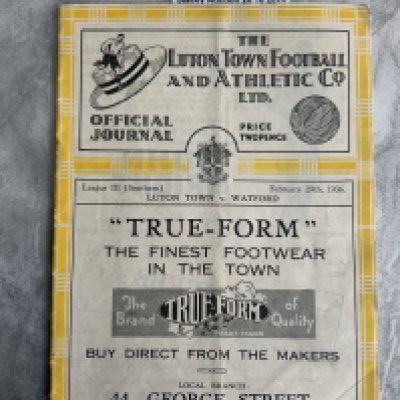 THE
LUTON TOWN FOOTBALL
AND ATHLETIC CO
LTD.
OFFICIAL
JOURNAL
PRICE
TWOPENCE
League III (Southern)
February 29th, 1936.
LUTON TOWN v. WATFORD
"TRUE-FORM"
THE FINEST FOOTWEAR
IN THE TOWN
The
Brand
TRUE-FORM
TRADE MARK
of
Quality
BUY DIRECT FROM THE MAKERS
LOCAL BRANCH:
44 GEORGE STREET